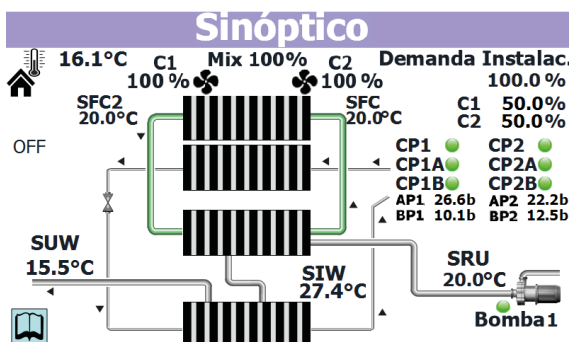 Sinóptico
16.1°C C1 Mix 100% C2 Demanda Instalac.
100 % 100 % 100.0 %
SFC2 SFC C1 50.0%
20.0°C 20.0°C C2 50.0%
OFF CP1 CP2
CP1A CP2A
CP1B CP2B
AP1 26.6b AP2 22.2b
BP1 10.1b BP2 12.5b
SUW SRU
15.5°C SIW 20.0°C
27.4°C
Bomba1